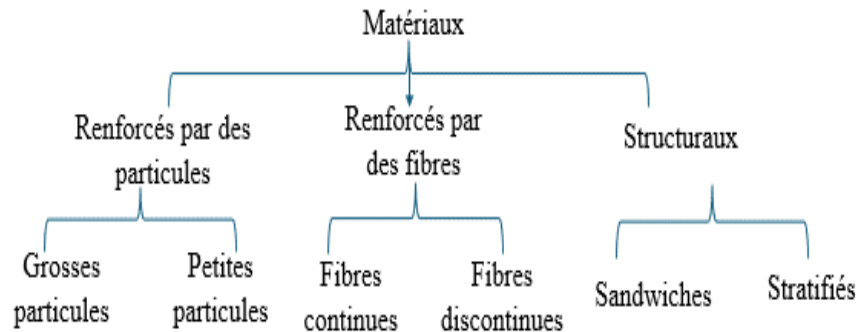 Matériaux
Renforcés par des
particules
Renforcés par
des fibres
Structuraux
Grosses
particules
Petites
particules
Fibres
continues
Fibres
discontinues
Sandwiches
Stratifiés